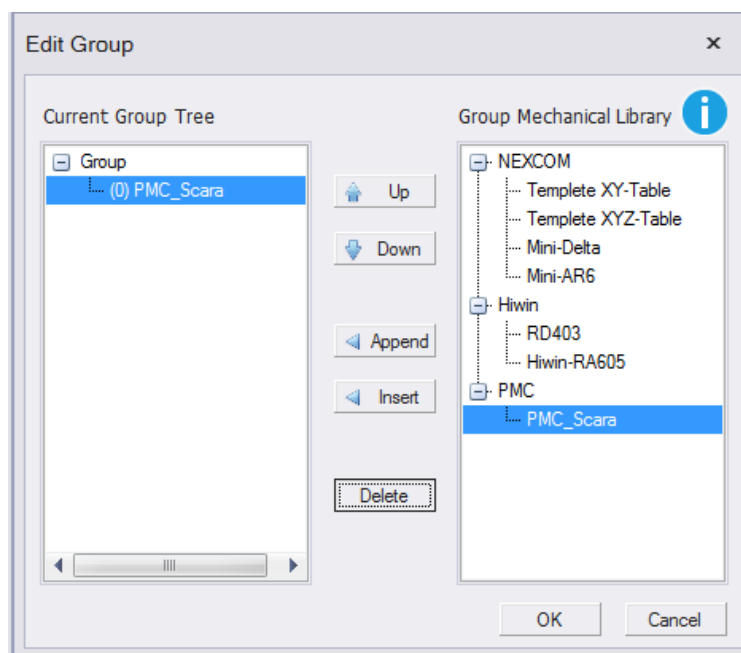 Edit Group
Current Group Tree
Group
(0) PMC_Scara
Up
Down
Append
Insert
Delete
Group Mechanical Library
NEXCOM
Templete XY-Table
Templete XYZ-Table
Mini-Delta
Mini-AR6
Hiwin
RD403
Hiwin-RA605
PMC
PMC_Scara
OK
Cancel